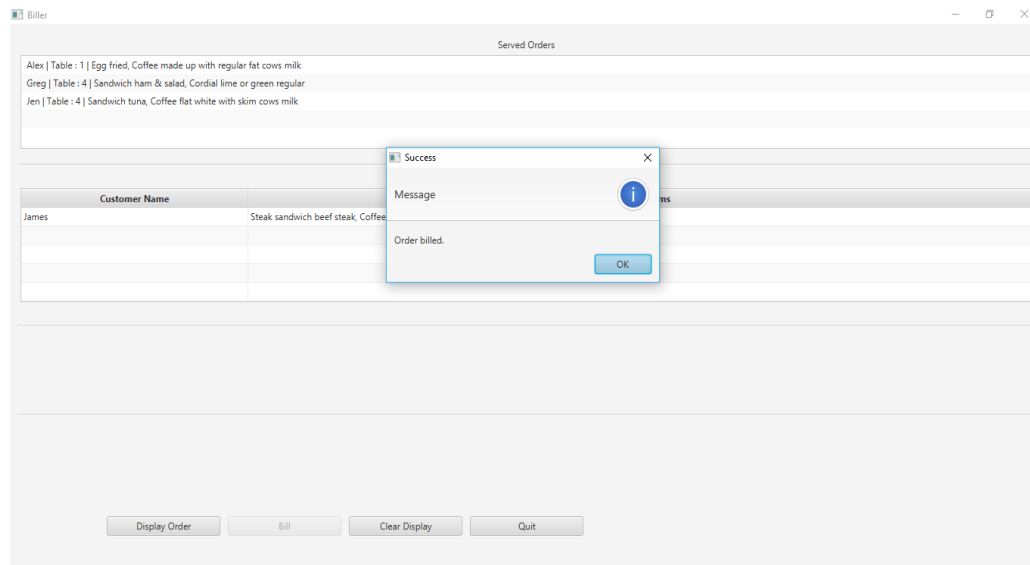 Biller
Served Orders
Alex | Table : 1 | Egg fried, Coffee made up with regular fat cows milk
Greg | Table : 4 | Sandwich ham & salad, Cordial lime or green regular
Jen | Table : 4 | Sandwich tuna, Coffee flat white with skim cows milk
Success
Message
Customer Name
James Steak sandwich beef steak, Coffee
Order billed.
OK
Display Order Bill Clear Display Quit